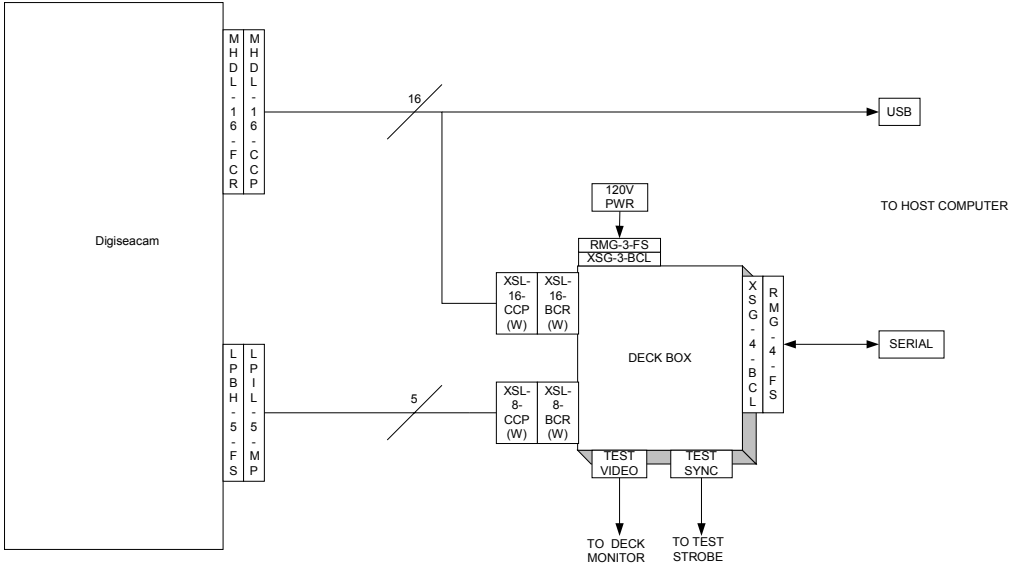 MHDL-16-FCR
MHDL-16-CCP
16
USB
120V
PWR
TO HOST COMPUTER
Digiseacam
RMG-3-FS
XSG-3-BCL
XSL-
16-
CCP
(W)
XSL-
16-
BCR
(W)
XSG-4-BCL
RMG-4-FS
DECK BOX
SERIAL
LPBH-5-FS
LPIL-5-MP
5
XSL-
8-
CCP
(W)
XSL-
8-
BCR
(W)
TEST
VIDEO
TEST
SYNC
TO DECK
MONITOR
TO TEST
STROBE